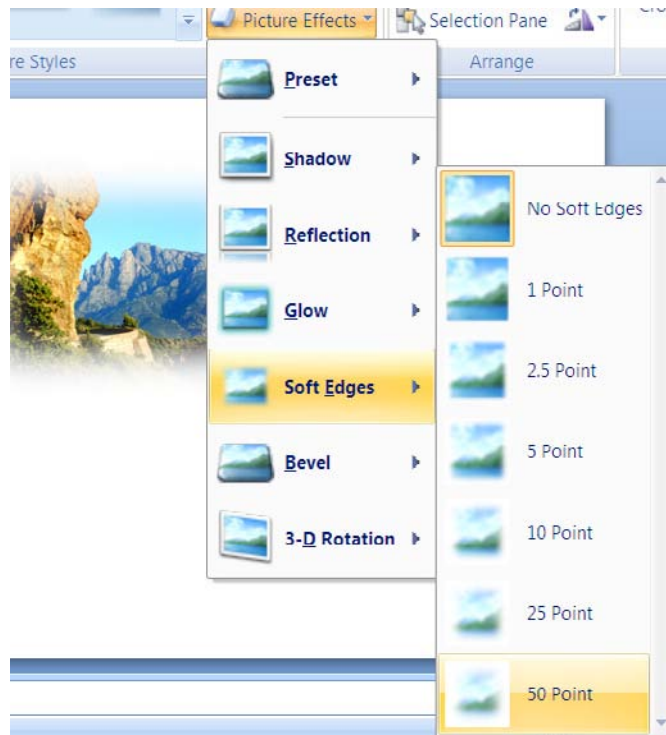 Picture Effects
Selection Pane
re Styles
Arrange
Preset
Shadow
Reflection
Glow
Soft Edges
Bevel
3-D Rotation
No Soft Edges
1 Point
2.5 Point
5 Point
10 Point
25 Point
50 Point